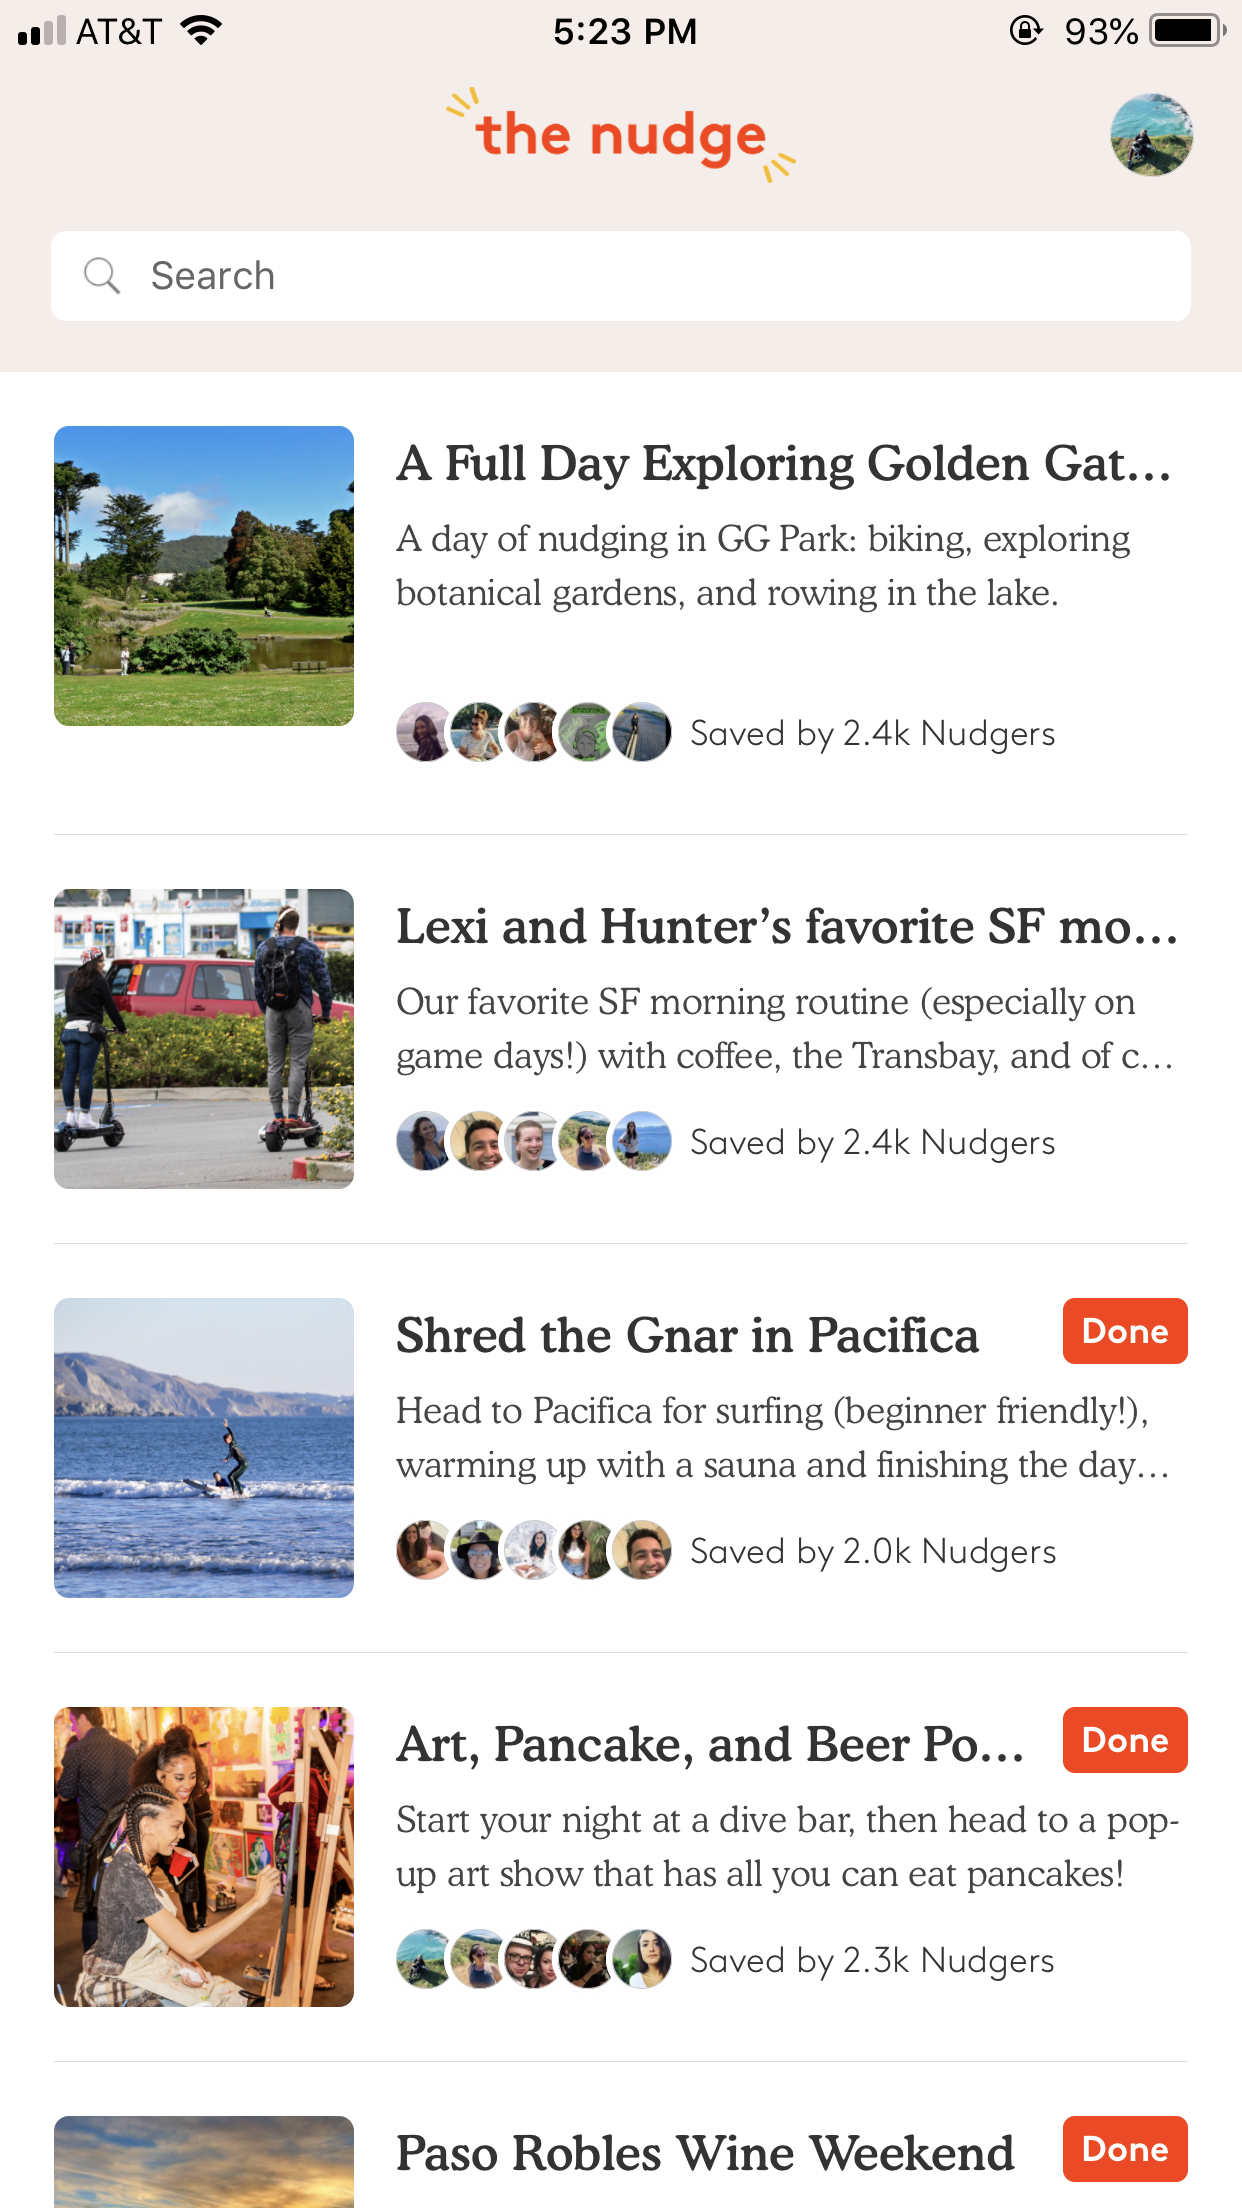 AT&T
5:23 PM
93%
the nudge
Search
A Full Day Exploring Golden Gat...
A day of nudging in GG Park: biking, exploring
botanical gardens, and rowing in the lake.
Saved by 2.4k Nudgers
Lexi and Hunter’s favorite SF mo...
Our favorite SF morning routine (especially on
game days!) with coffee, the Transbay, and of c...
Saved by 2.4k Nudgers
Shred the Gnar in Pacifica
Done
Head to Pacifica for surfing (beginner friendly!),
warming up with a sauna and finishing the day...
Saved by 2.0k Nudgers
Art, Pancake, and Beer Po...
Done
Start your night at a dive bar, then head to a pop-
up art show that has all you can eat pancakes!
Saved by 2.3k Nudgers
Paso Robles Wine Weekend
Done